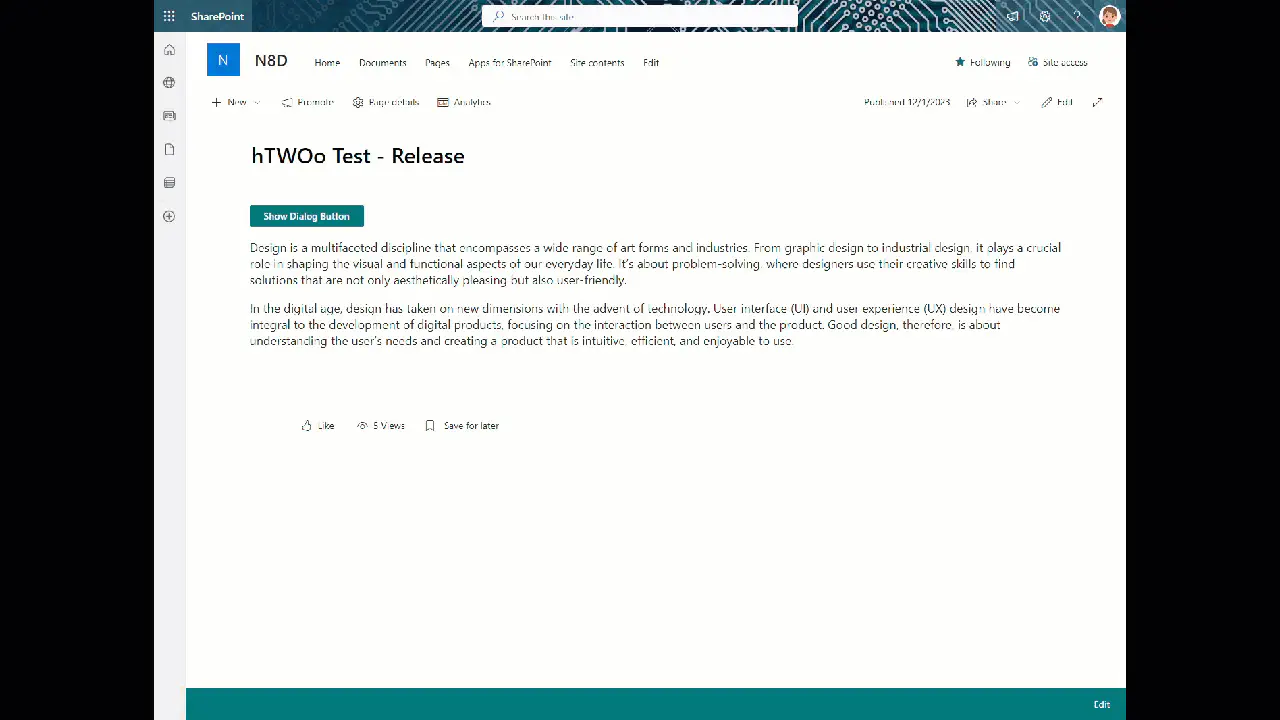 SharePoint
Search this site
N
N8D
Home Documents Pages Apps for SharePoint Site contents Edit
Following Site access
New Promote Page details Analytics
Published 12/1/2023 Share Edit
hTWOo Test - Release
Show Dialog Button
Design is a multifaceted discipline that encompasses a wide range of art forms and industries. From graphic design to industrial design, it plays a crucial
role in shaping the visual and functional aspects of our everyday life. It's about problem-solving, where designers use their creative skills to find
solutions that are not only aesthetically pleasing but also user-friendly.
In the digital age, design has taken on new dimensions with the advent of technology. User interface (UI) and user experience (UX) design have become
integral to the development of digital products, focusing on the interaction between users and the product. Good design, therefore, is about
understanding the user's needs and creating a product that is intuitive, efficient, and enjoyable to use.
Like 8 Views Save for later
Edit